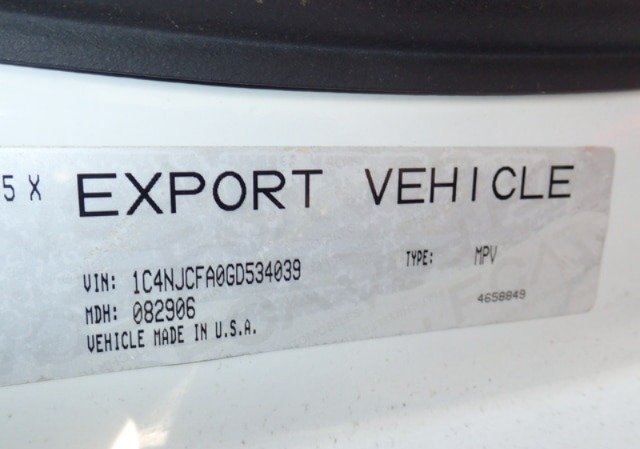 5 X EXPORT VEHICLE
VIN: 1C4NJCFA0GD534039 TYPE: MPV
MDH: 082906 4658849
VEHICLE MADE IN U.S.A.